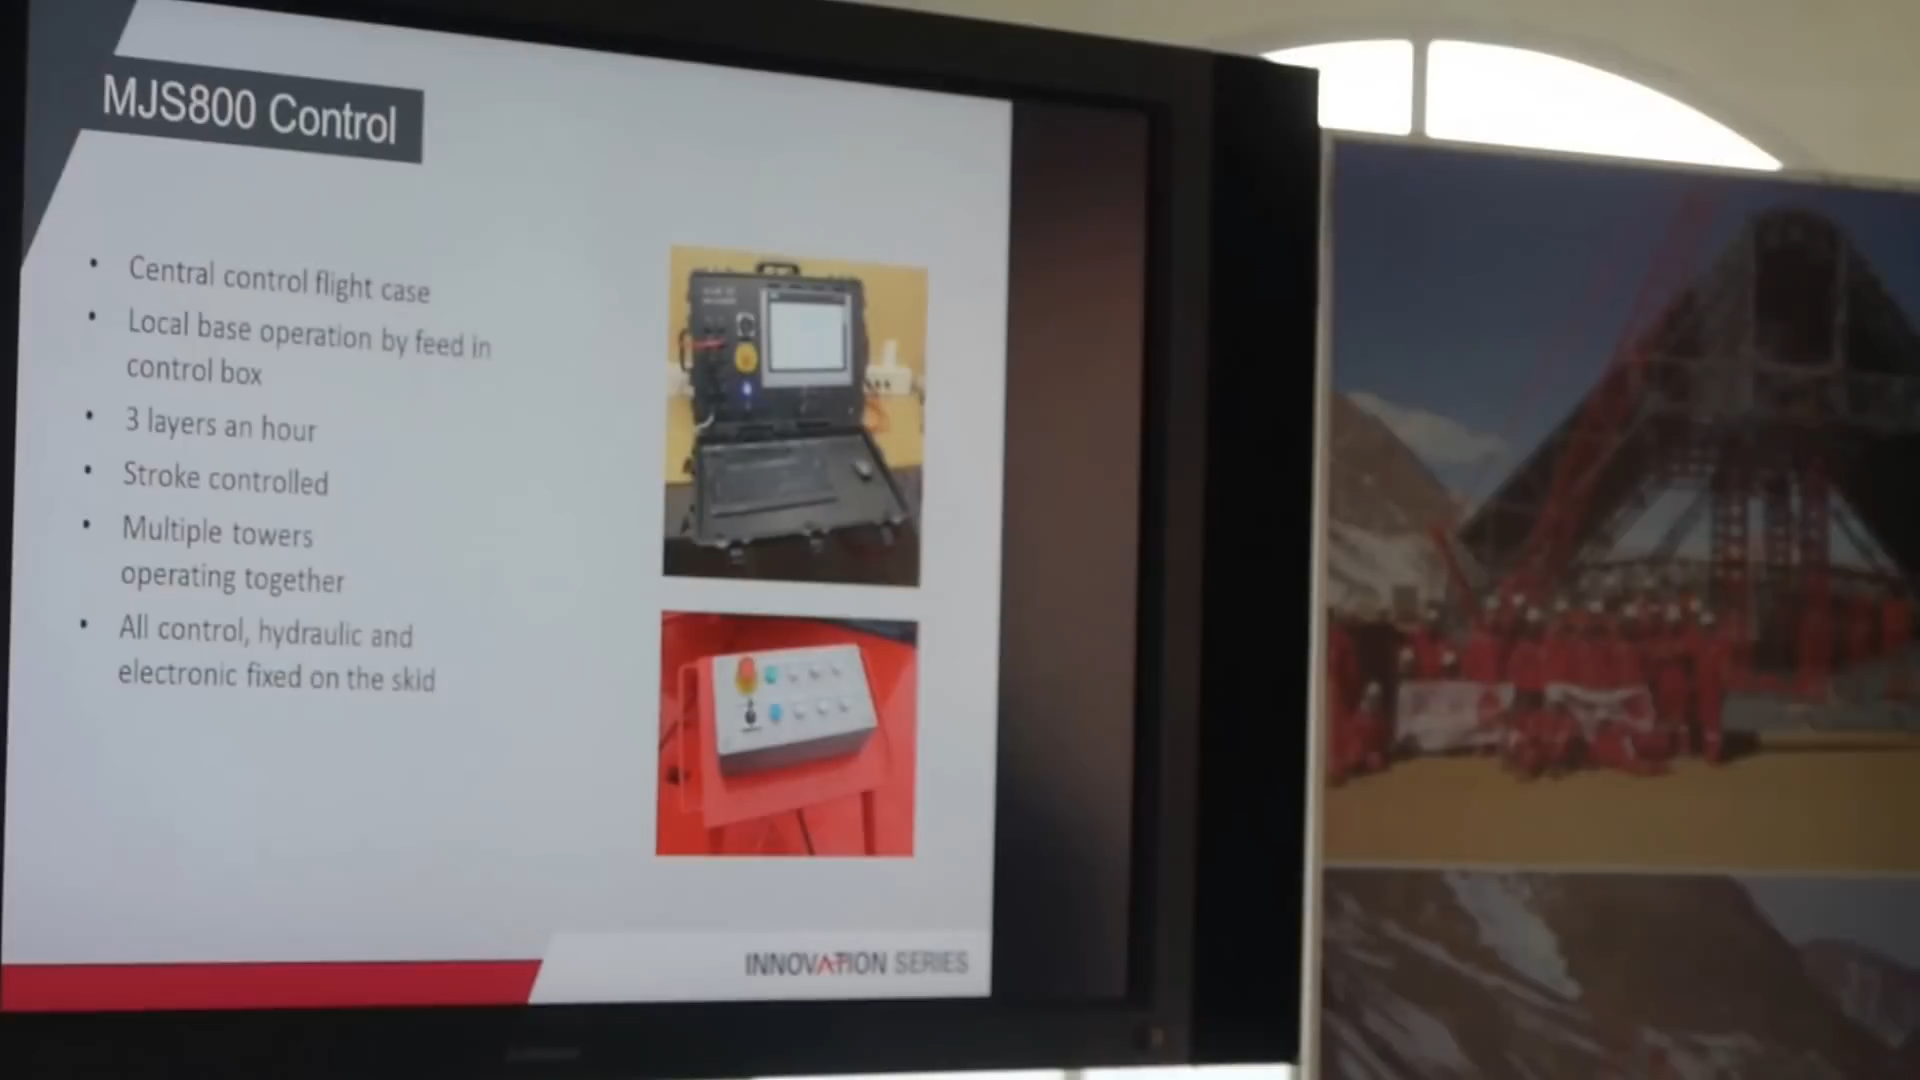 MJS800 Control
• Central control flight case
• Local base operation by feed in
control box
• 3 layers an hour
• Stroke controlled
• Multiple towers
operating together
• All control, hydraulic and
electronic fixed on the skid
INNOVATION SERIES